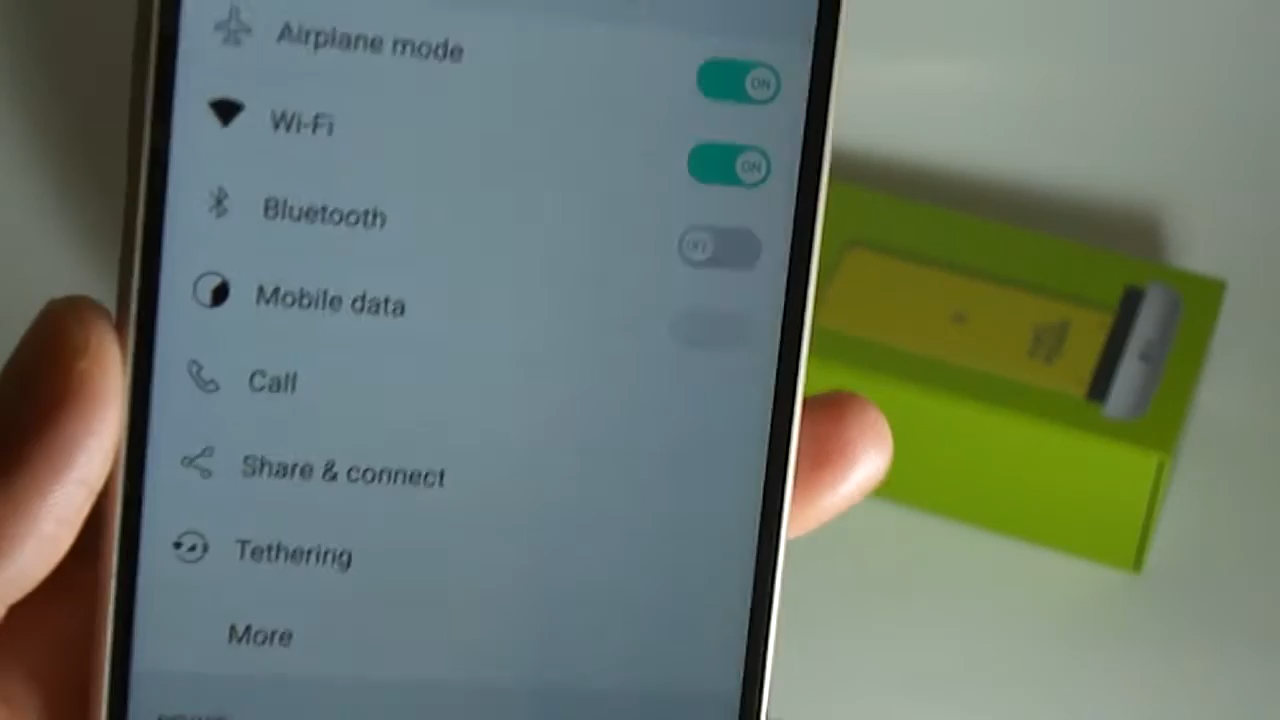 Airplane mode
ON
Wi-Fi
ON
Bluetooth
Mobile data
Call
Share & connect
Tethering
More